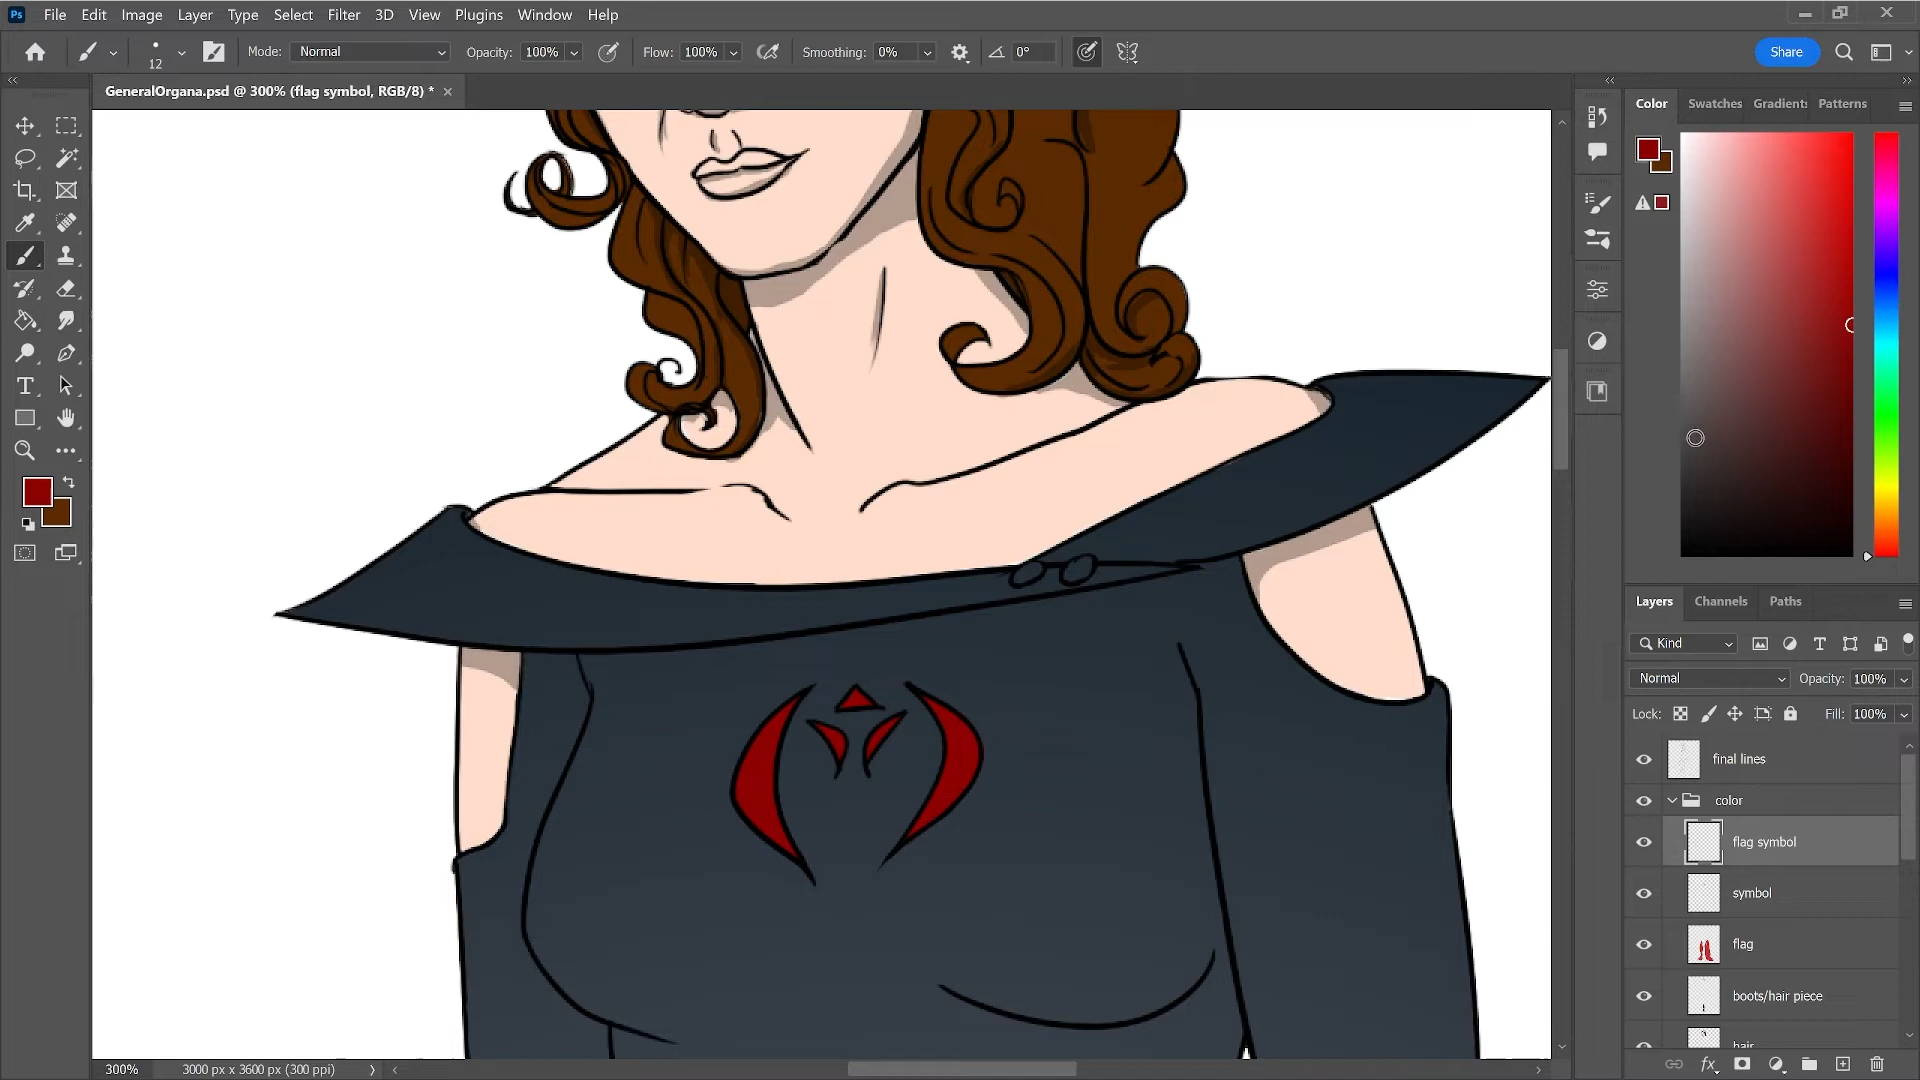 Ps File Edit Image Layer Type Select Filter 3D View Plugins Window Help
12 Mode: Normal Opacity: 100% Flow: 100% Smoothing: 0% 0° Share
GeneralOrgana.psd @ 300% (flag symbol, RGB/8) * ×
Color Swatches Gradients Patterns
Layers Channels Paths
Kind
Normal Opacity: 100%
Lock: Fill: 100%
final lines
color
flag symbol
symbol
flag
boots/hair piece
hair
300% 3000 px x 3600 px (300 ppi)